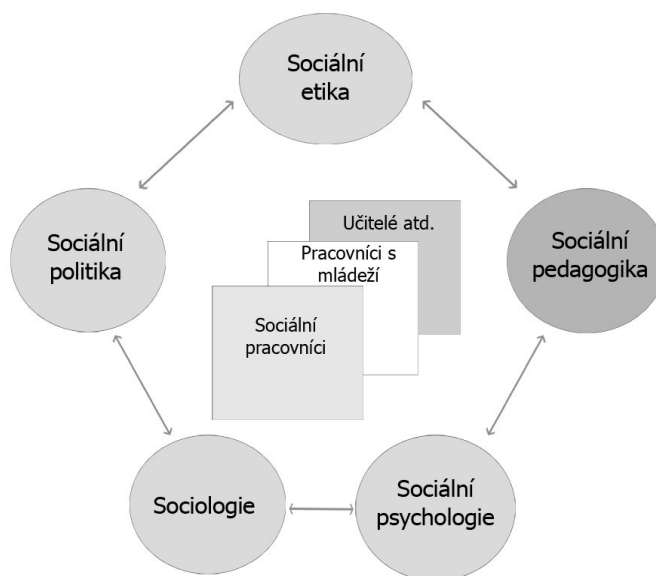 Sociální
etika
Sociální
politika
Učitelé atd.
Pracovníci s
mládeží
Sociální
pracovníci
Sociální
pedagogika
Sociologie
Sociální
psychologie